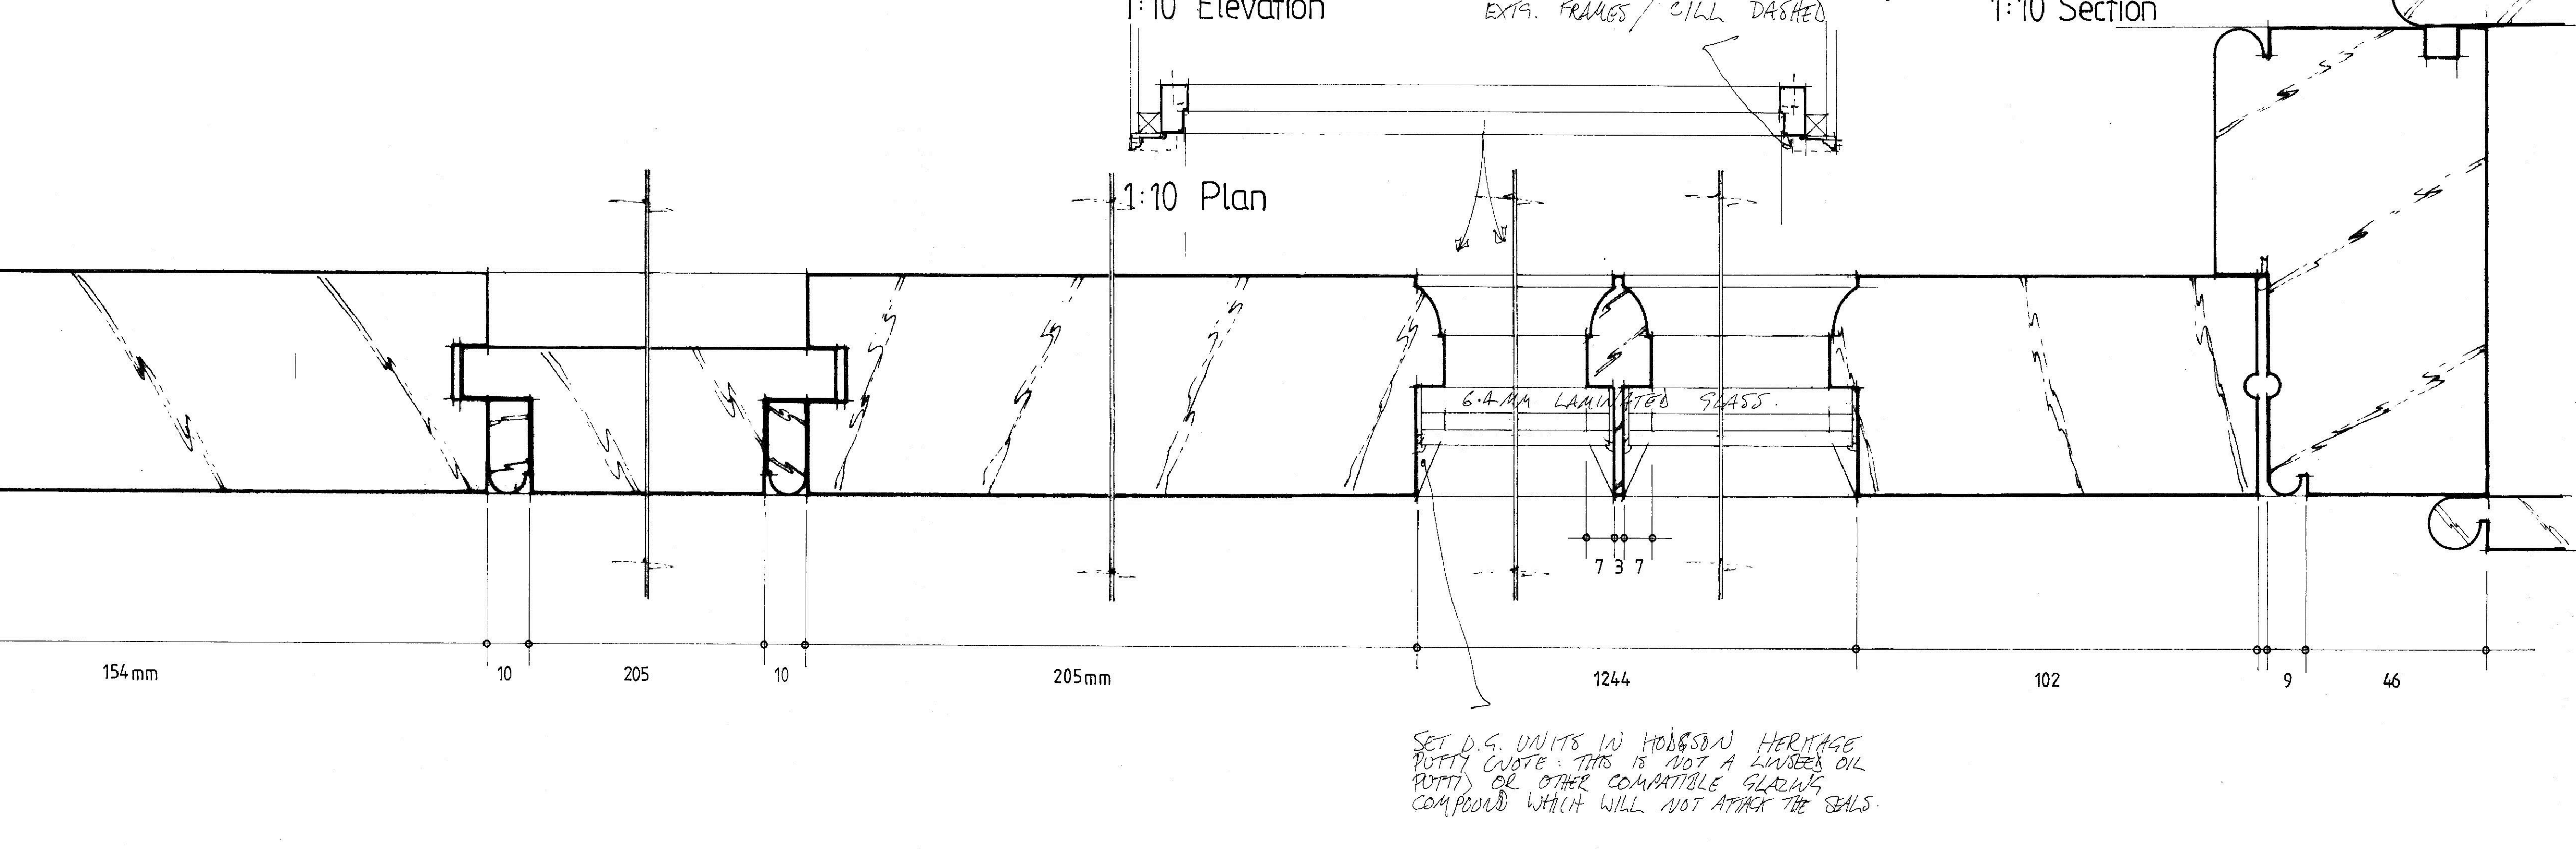 1:10 Elevation
EXTG. FRAMES / CILL DASHED
1:10 Section
1:10 Plan
6.4MM LAMINATED GLASS.
7 3 7
154mm 10 205 10 205mm 1244 102 9 46
SET D.G. UNITS IN HODGSON HERITAGE
PUTTY (NOTE: THIS IS NOT A LINSEED OIL
PUTTY) OR OTHER COMPATIBLE GLAZING
COMPOUND WHICH WILL NOT ATTACK THE SEALS.